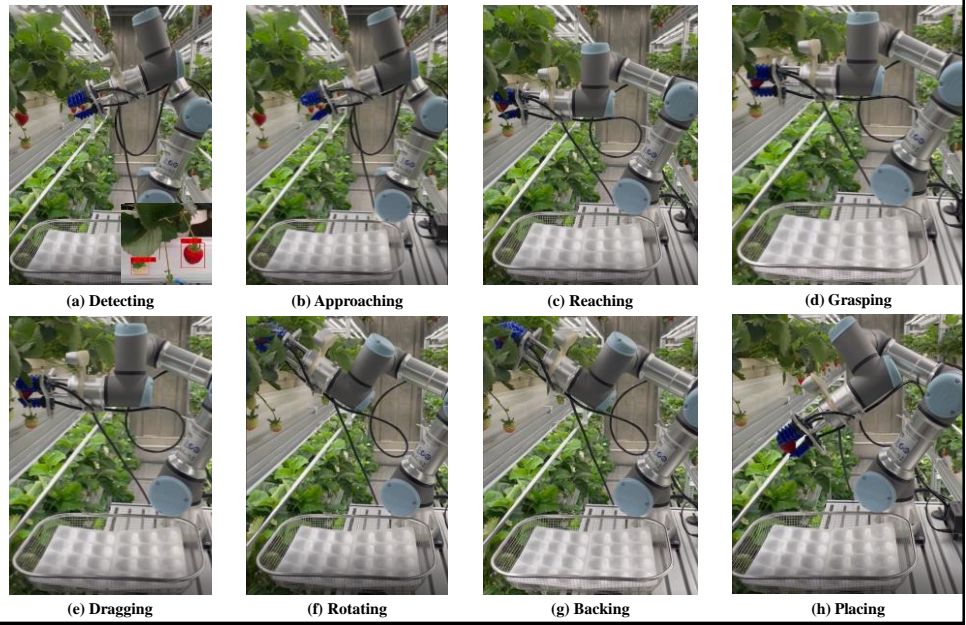 (a) Detecting
(b) Approaching
(c) Reaching
(d) Grasping
(e) Dragging
(f) Rotating
(g) Backing
(h) Placing